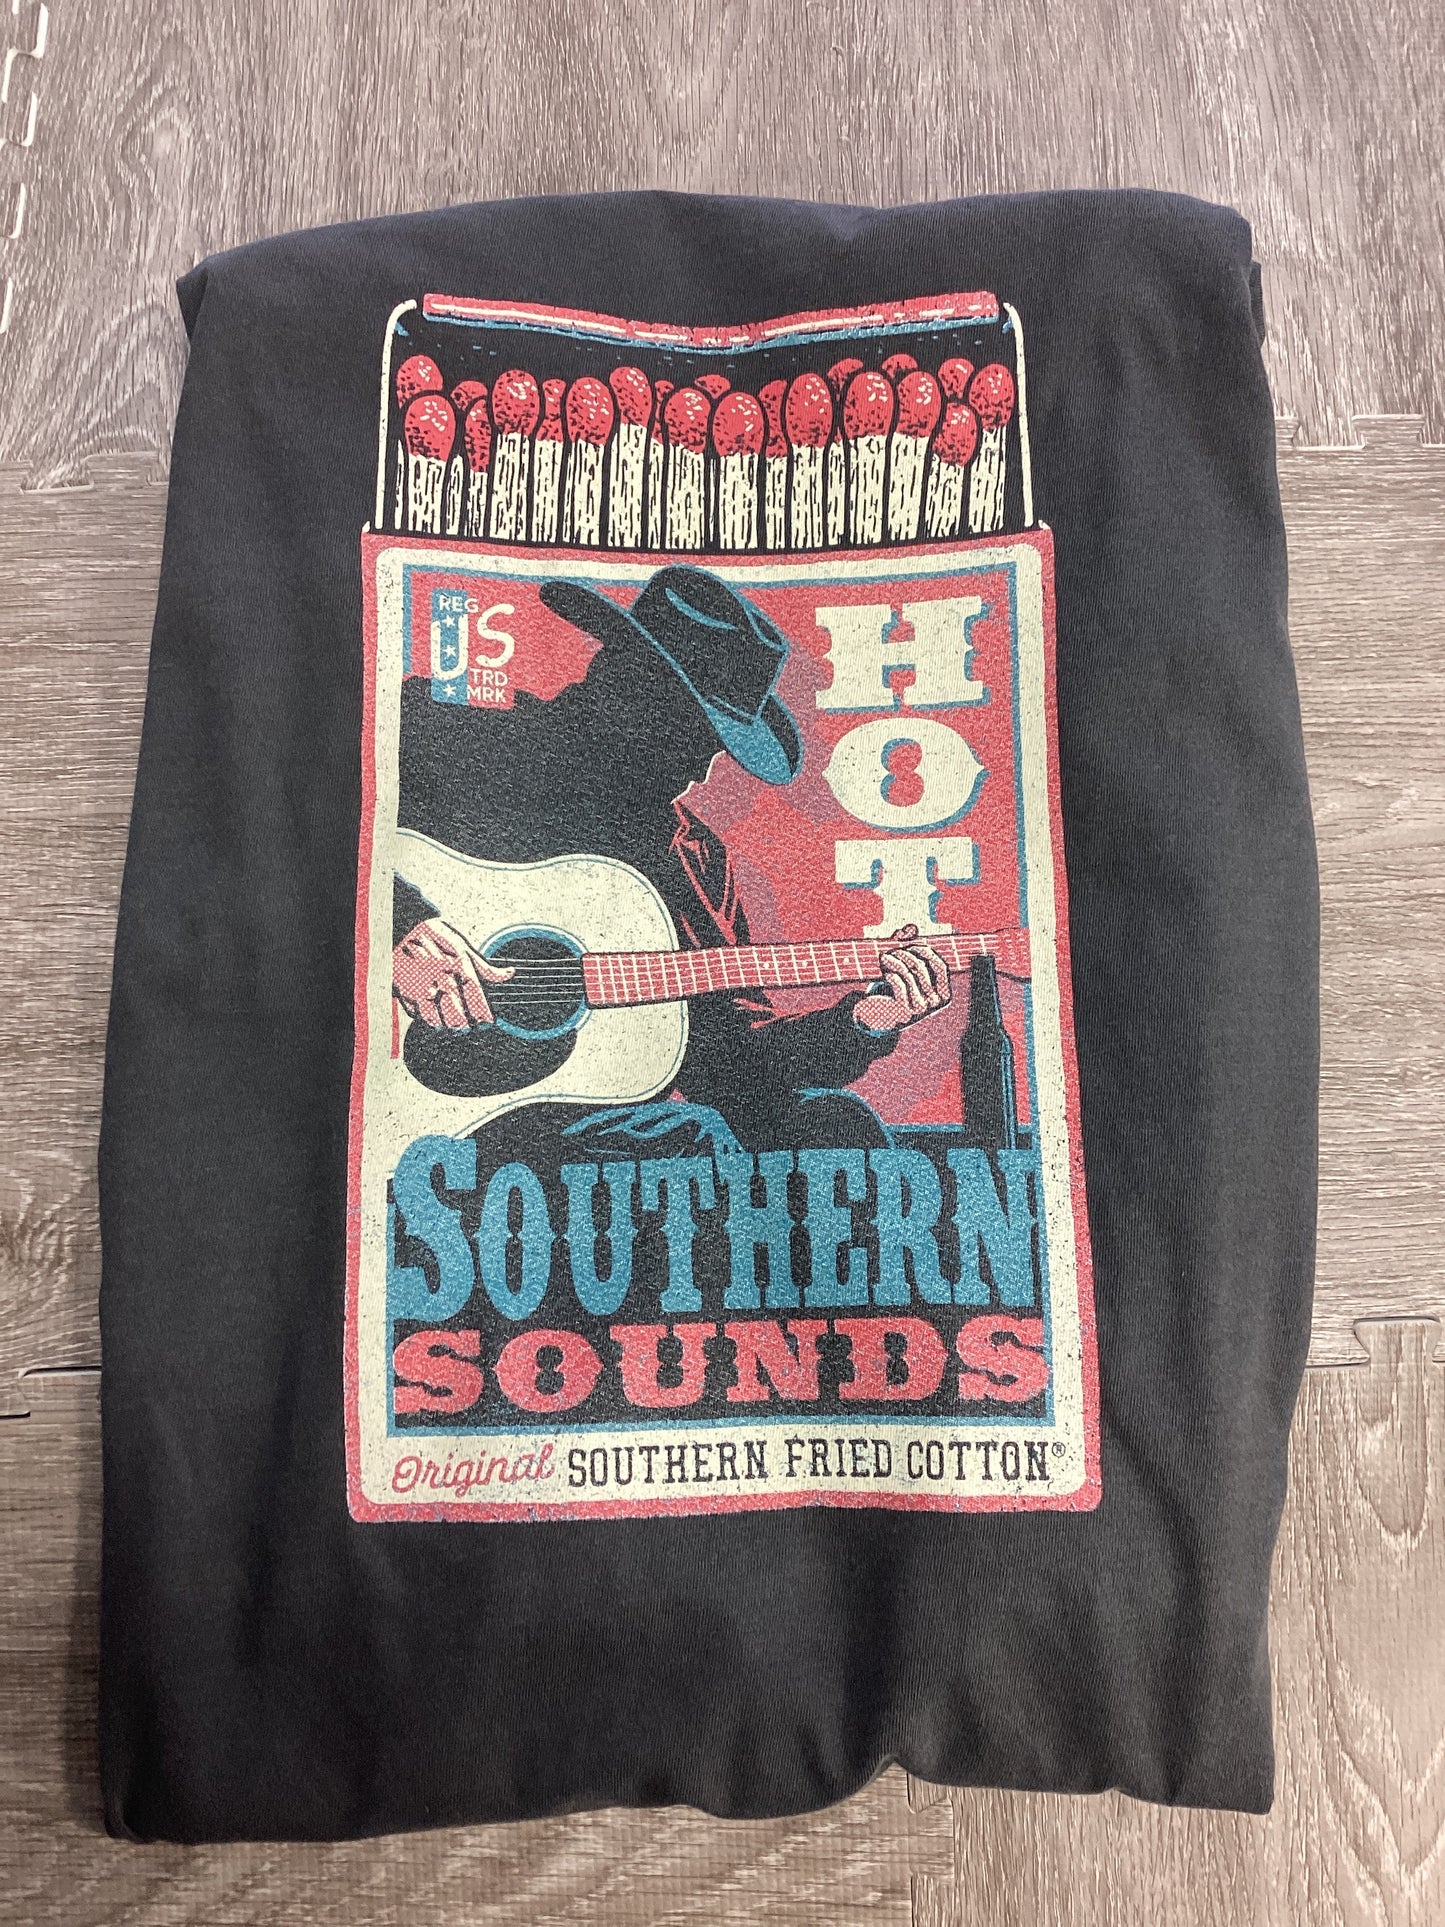 REG
US
TRD
MRK
HOT
SOUTHERN
SOUNDS
Original SOUTHERN FRIED COTTON®